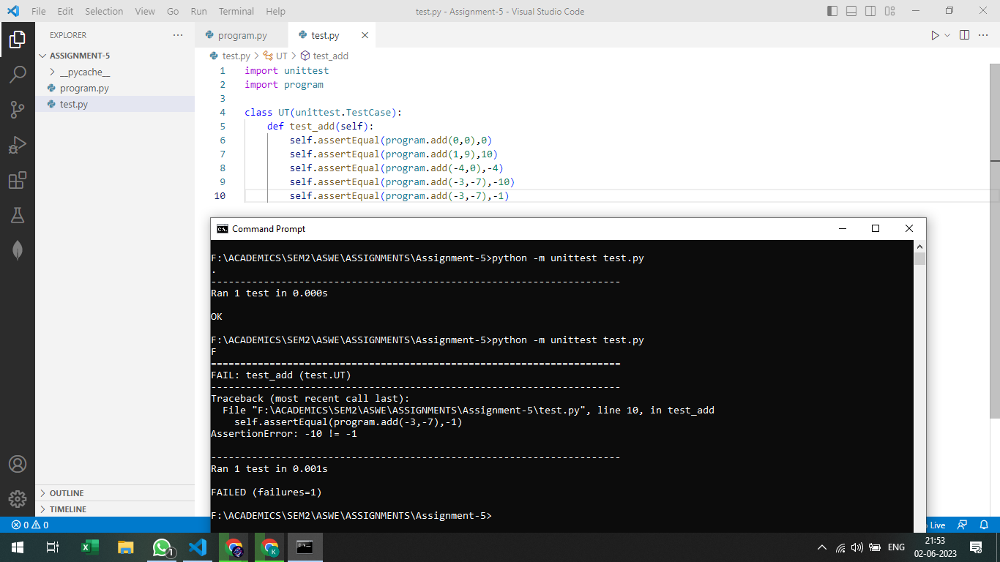 File Edit Selection View Go Run Terminal Help
test.py - Assignment-5 - Visual Studio Code
EXPLORER
ASSIGNMENT-5
__pycache__
program.py
test.py
OUTLINE
TIMELINE
program.py test.py
test.py > UT > test_add
1 import unittest
2 import program
3
4 class UT(unittest.TestCase):
5     def test_add(self):
6         self.assertEqual(program.add(0,0),0)
7         self.assertEqual(program.add(1,9),10)
8         self.assertEqual(program.add(-4,0),-4)
9         self.assertEqual(program.add(-3,-7),-10)
10         self.assertEqual(program.add(-3,-7),-1)
Command Prompt
F:\ACADEMICS\SEM2\ASWE\ASSIGNMENTS\Assignment-5>python -m unittest test.py
.
----------------------------------------------------------------------
Ran 1 test in 0.000s
OK
F:\ACADEMICS\SEM2\ASWE\ASSIGNMENTS\Assignment-5>python -m unittest test.py
F
======================================================================
FAIL: test_add (test.UT)
----------------------------------------------------------------------
Traceback (most recent call last):
  File "F:\ACADEMICS\SEM2\ASWE\ASSIGNMENTS\Assignment-5\test.py", line 10, in test_add
    self.assertEqual(program.add(-3,-7),-1)
AssertionError: -10 != -1
----------------------------------------------------------------------
Ran 1 test in 0.001s
FAILED (failures=1)
F:\ACADEMICS\SEM2\ASWE\ASSIGNMENTS\Assignment-5>
0 0
Live
1
K
ENG
21:53
02-06-2023